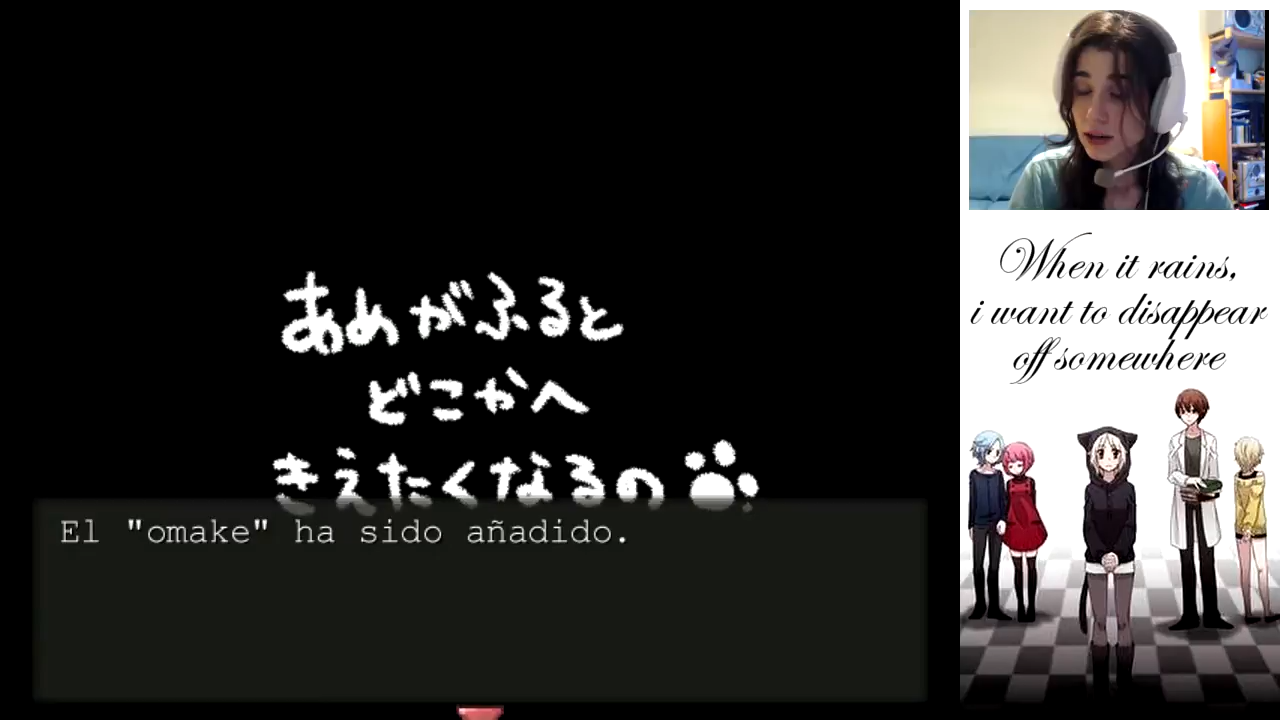 あめがふると
どこかへ
きえたくなるの
El "omake" ha sido añadido.
When it rains,
i want to disappear
off somewhere